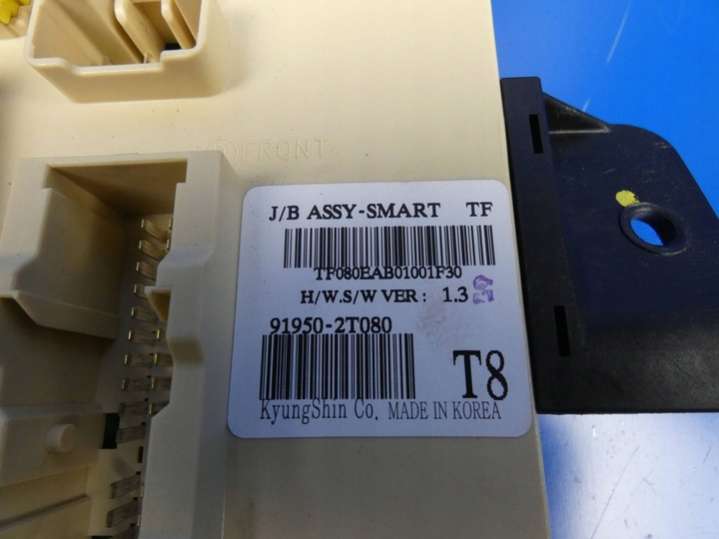 FRONT
J/B ASSY-SMART TF
TF080EAB01001F30
H/W.S/W VER: 1.3
91950-2T080
T8
KyungShin Co. MADE IN KOREA